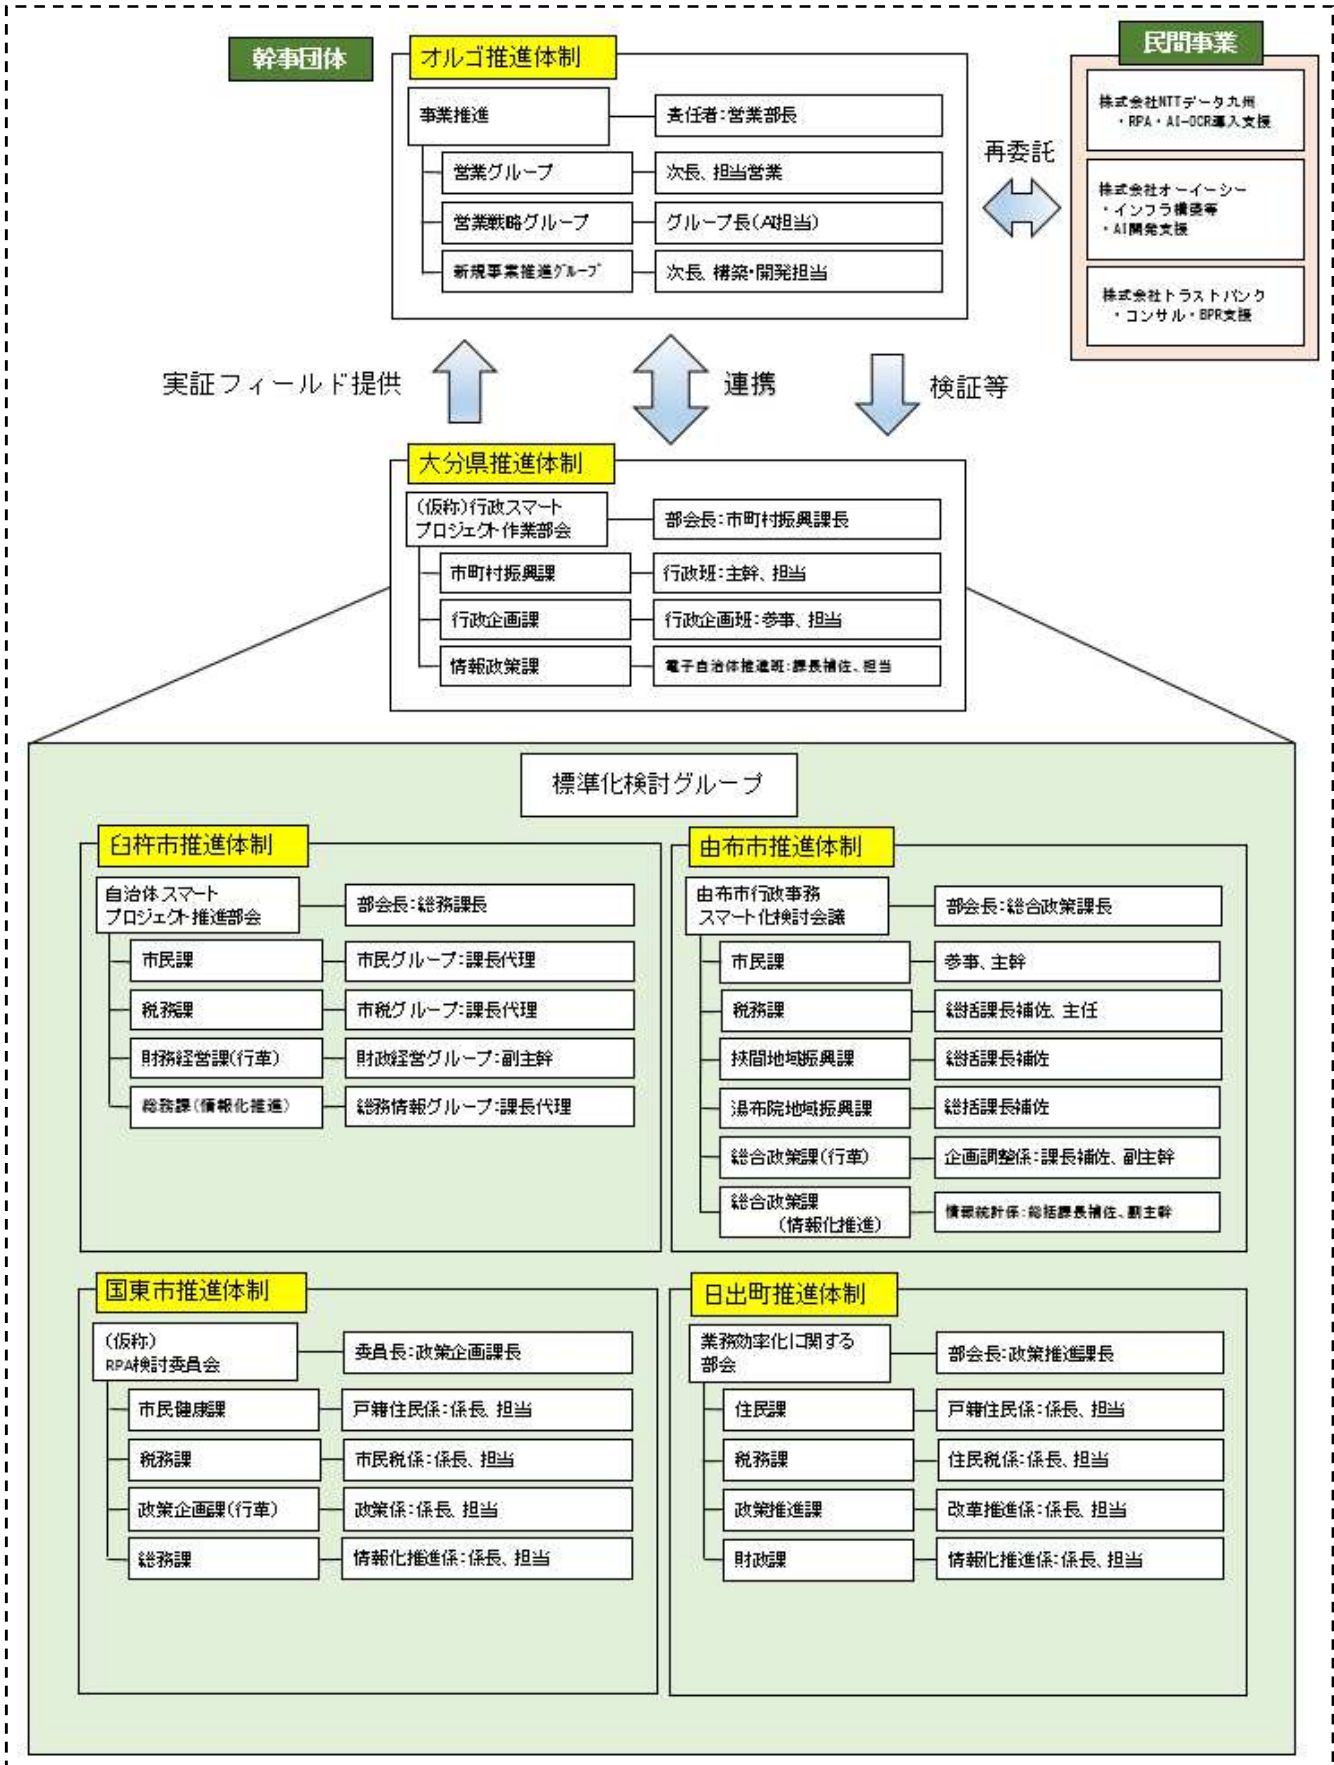 幹事団体
オルゴ推進体制
事業推進
責任者：営業部長
営業グループ
次長、担当営業
営業戦略グループ
グループ長（AI担当）
新規事業推進グループ
次長、構築・開発担当
再委託
民間事業
株式会社NTTデータ九州
・RPA・AI-OCR導入支援
株式会社オーイーシー
・インフラ構築等
・AI開発支援
株式会社トラストバンク
・コンサル・BPR支援
実証フィールド提供
連携
検証等
大分県推進体制
（仮称）行政スマート
プロジェクト作業部会
部会長：市町村振興課長
市町村振興課
行政班：主幹、担当
行政企画課
行政企画班：参事、担当
情報政策課
電子自治体推進班：課長補佐、担当
標準化検討グループ
臼杵市推進体制
自治体スマート
プロジェクト推進部会
部会長：総務課長
市民課
市民グループ：課長代理
税務課
市税グループ：課長代理
財務経営課（行革）
財政経営グループ：副主幹
総務課（情報化推進）
総務情報グループ：課長代理
由布市推進体制
由布市行政事務
スマート化検討会議
部会長：総合政策課長
市民課
参事、主幹
税務課
総括課長補佐、主任
挾間地域振興課
総括課長補佐
湯布院地域振興課
総括課長補佐
総合政策課（行革）
企画調整係：課長補佐、副主幹
総合政策課
（情報化推進）
情報統計係：総括課長補佐、副主幹
国東市推進体制
（仮称）
RPA検討委員会
委員長：政策企画課長
市民健康課
戸籍住民係：係長、担当
税務課
市民税係：係長、担当
政策企画課（行革）
政策係：係長、担当
総務課
情報化推進係：係長、担当
日出町推進体制
業務効率化に関する
部会
部会長：政策推進課長
住民課
戸籍住民係：係長、担当
税務課
住民税係：係長、担当
政策推進課
改革推進係：係長、担当
財政課
情報化推進係：係長、担当